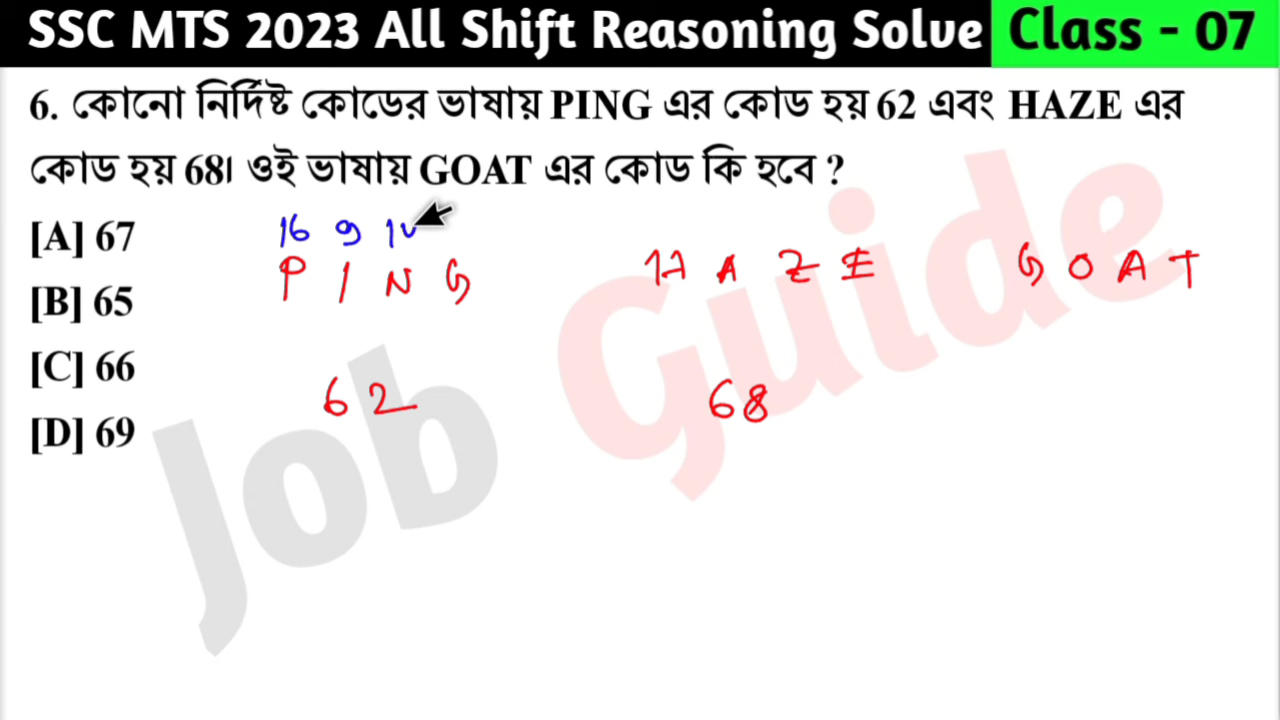 SSC MTS 2023 All Shift Reasoning Solve Class - 07
6. কোনো নির্দিষ্ট কোডের ভাষায় PING এর কোড হয় 62 এবং HAZE এর
কোড হয় 68। ওই ভাষায় GOAT এর কোড কি হবে ?
[A] 67
[B] 65
[C] 66
[D] 69
16 9
P I N G
H A Z E
G O A T
62
68
Job Guide